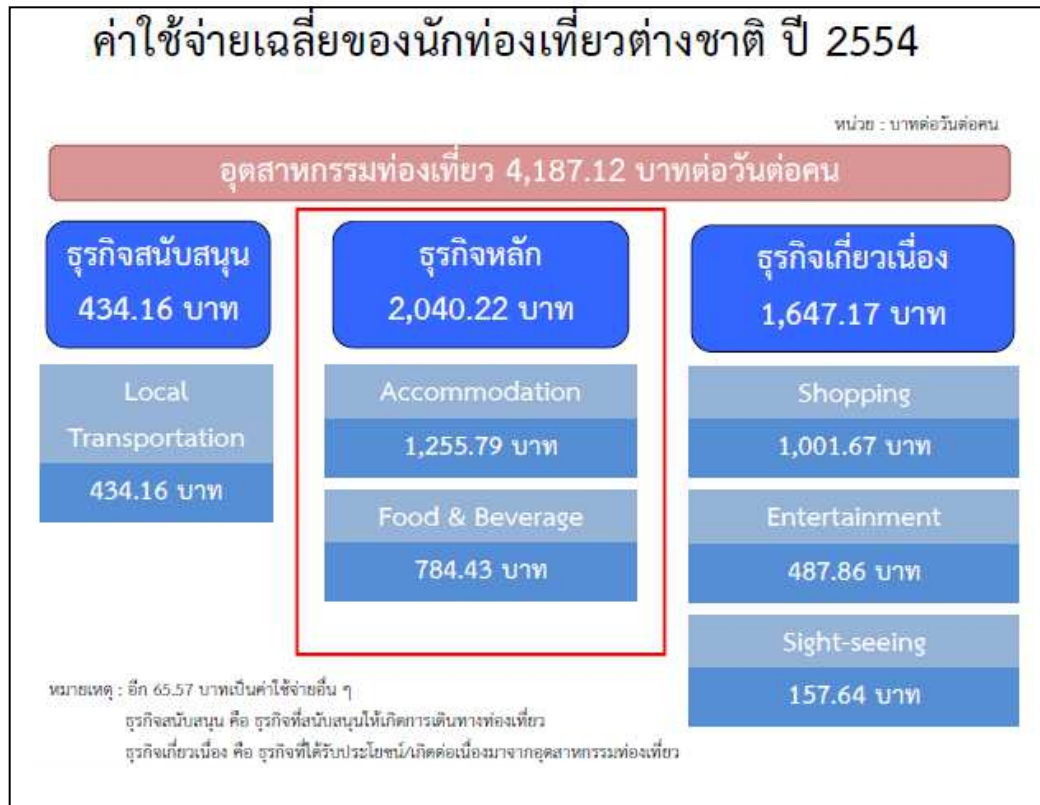 ค่าใช้จ่ายเฉลี่ยของนักท่องเที่ยวต่างชาติ ปี 2554
หน่วย : บาทต่อวันต่อคน
อุตสาหกรรมท่องเที่ยว 4,187.12 บาทต่อวันต่อคน
ธุรกิจสนับสนุน
434.16 บาท
Local
Transportation
434.16 บาท
ธุรกิจหลัก
2,040.22 บาท
Accommodation
1,255.79 บาท
Food & Beverage
784.43 บาท
ธุรกิจเกี่ยวเนื่อง
1,647.17 บาท
Shopping
1,001.67 บาท
Entertainment
487.86 บาท
Sight-seeing
157.64 บาท
หมายเหตุ : อีก 65.57 บาทเป็นค่าใช้จ่ายอื่น ๆ
ธุรกิจสนับสนุน คือ ธุรกิจที่สนับสนุนให้เกิดการเดินทางท่องเที่ยว
ธุรกิจเกี่ยวเนื่อง คือ ธุรกิจที่ได้รับประโยชน์/เกิดต่อเนื่องมาจากอุตสาหกรรมท่องเที่ยว